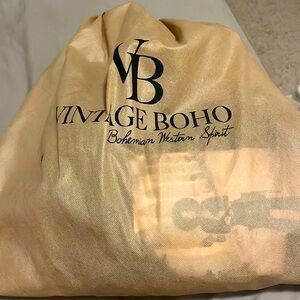 VB
VINTAGE BOHO
Bohemian Western Spirit